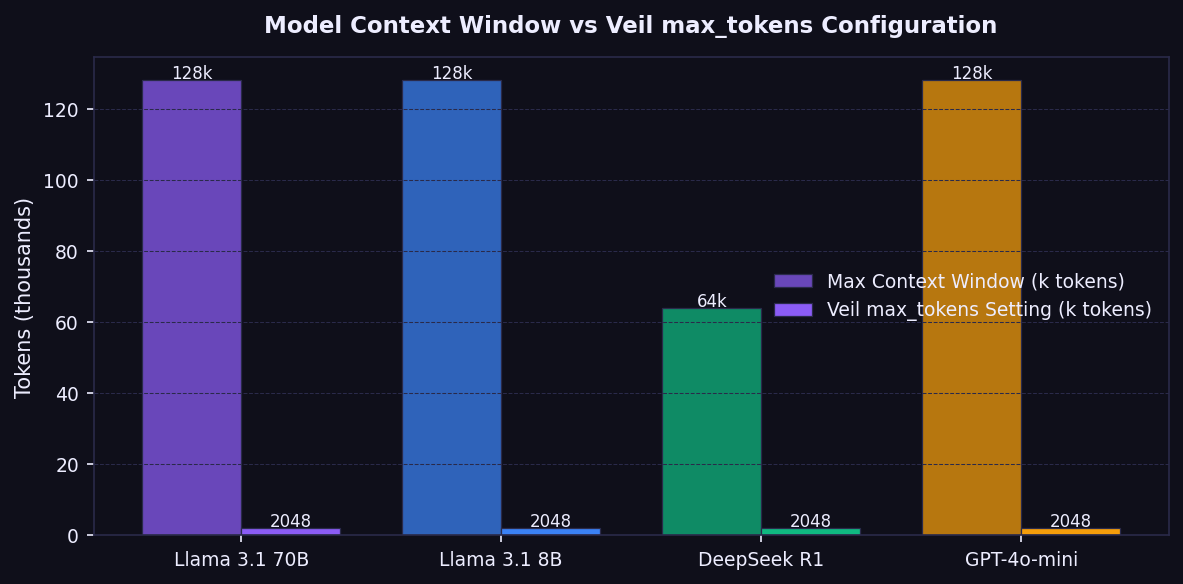 Model Context Window vs Veil max_tokens Configuration
Tokens (thousands)
120
100
80
60
40
20
0
128k
128k
64k
128k
2048
2048
2048
2048
Max Context Window (k tokens)
Veil max_tokens Setting (k tokens)
Llama 3.1 70B
Llama 3.1 8B
DeepSeek R1
GPT-4o-mini